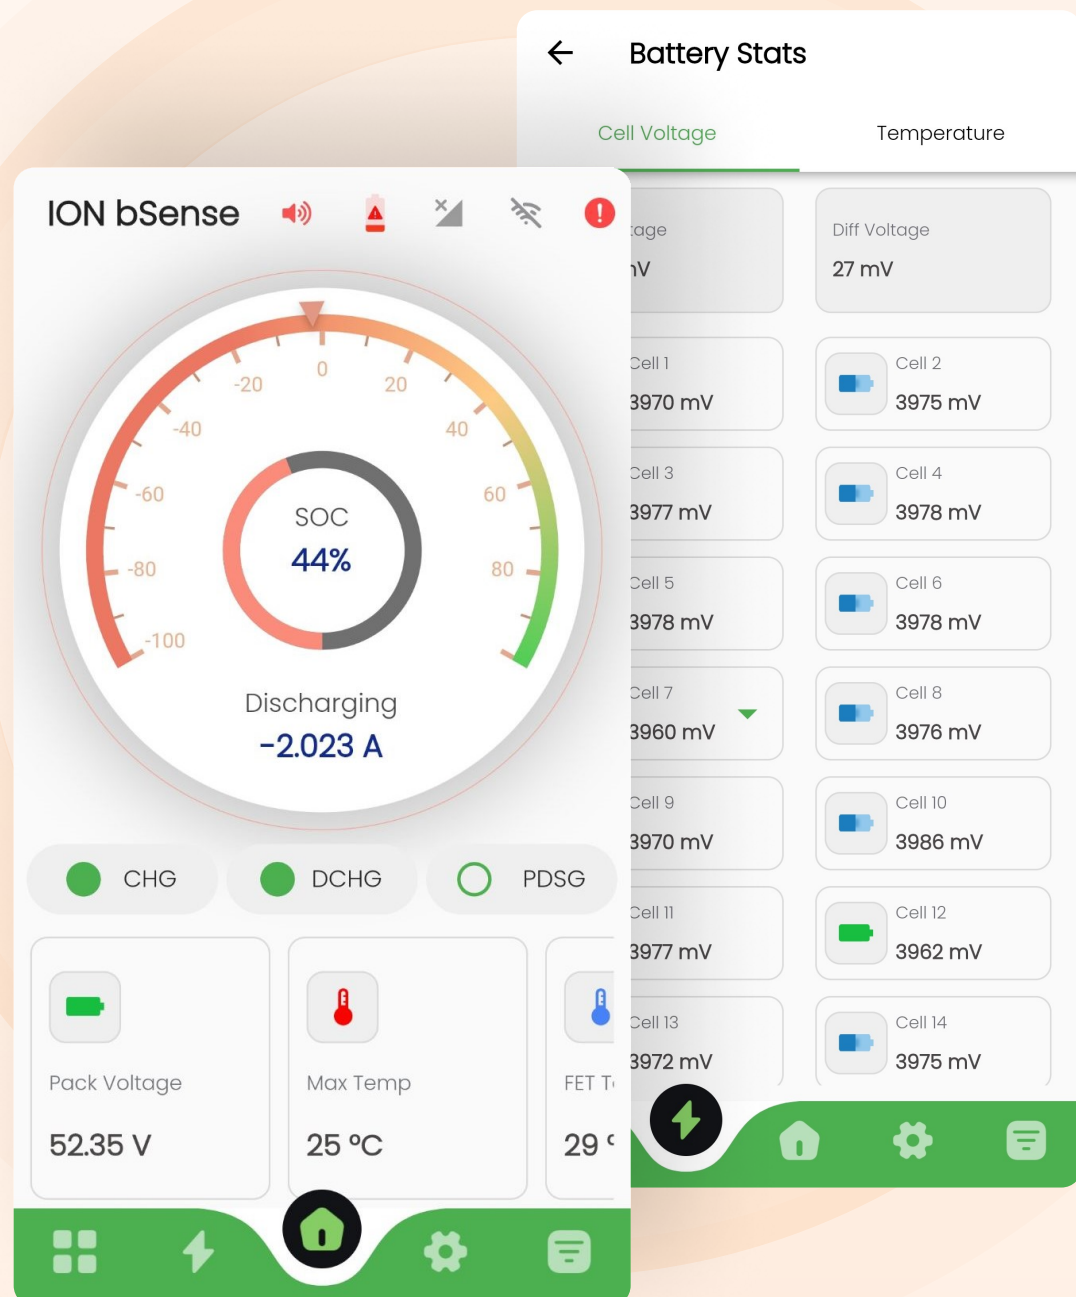 Battery Stats
Cell Voltage Temperature
ION bSense
Diff Voltage
27 mV
-100
-80
-60
-40
-20
0
20
40
60
80
SOC
44%
Discharging
-2.023 A
CHG DCHG PDSG
Pack Voltage
52.35 V
Max Temp
25 °C
FET
29
Cell 1
3970 mV
Cell 2
3975 mV
Cell 3
3977 mV
Cell 4
3978 mV
Cell 5
3978 mV
Cell 6
3978 mV
Cell 7
3960 mV
Cell 8
3976 mV
Cell 9
3970 mV
Cell 10
3986 mV
Cell 11
3977 mV
Cell 12
3962 mV
Cell 13
3972 mV
Cell 14
3975 mV